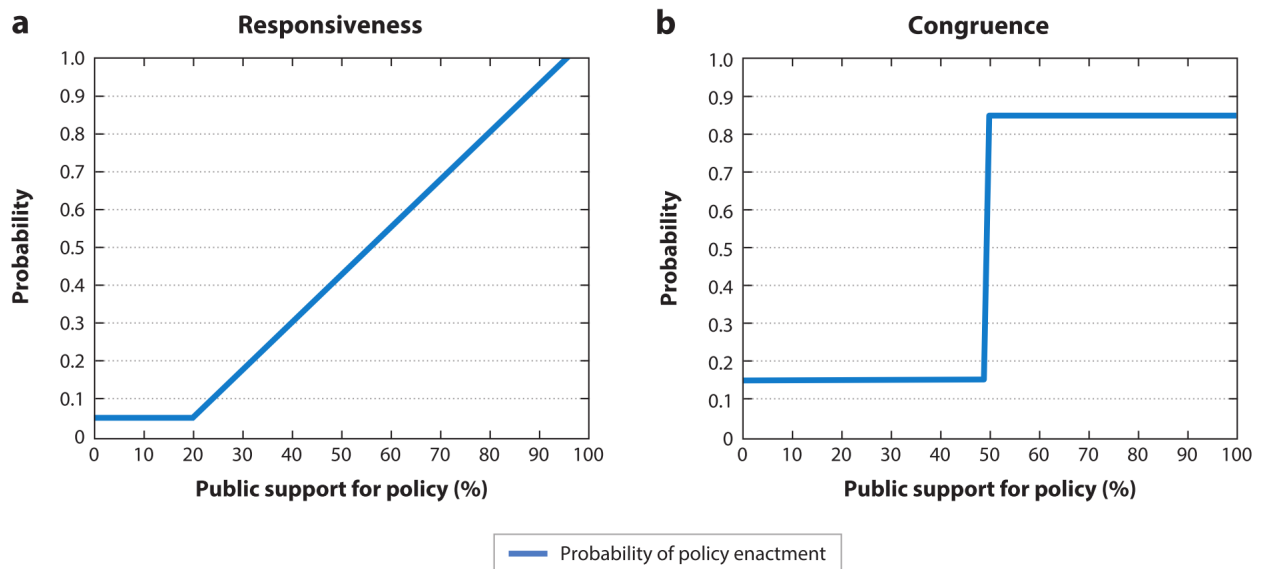 a
Responsiveness
1.0
0.9
0.8
0.7
0.6
0.5
0.4
0.3
0.2
0.1
0
Probability
0 10 20 30 40 50 60 70 80 90 100
Public support for policy (%)
b
Congruence
1.0
0.9
0.8
0.7
0.6
0.5
0.4
0.3
0.2
0.1
0
Probability
0 10 20 30 40 50 60 70 80 90 100
Public support for policy (%)
Probability of policy enactment